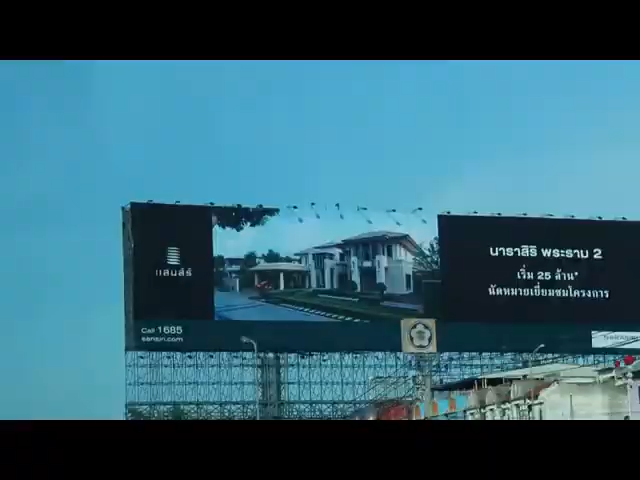 แสนสิริ
Call 1685
sansiri.com
นาราสิริ พระราม 2
เริ่ม 25 ล้าน*
นัดหมายเยี่ยมชมโครงการ